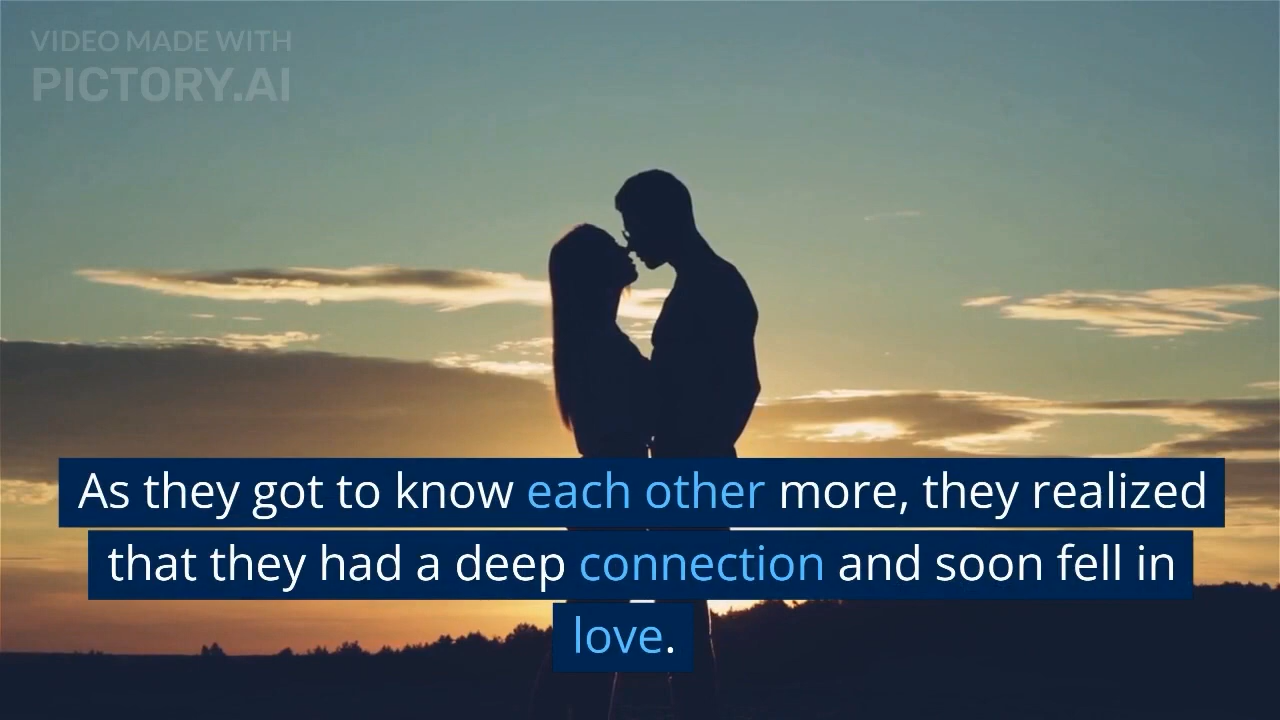 VIDEO MADE WITH
PICTORY.AI
As they got to know each other more, they realized
that they had a deep connection and soon fell in
love.